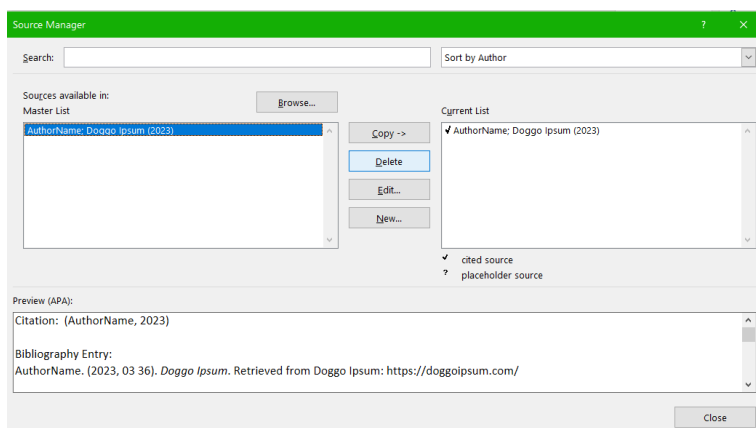 Source Manager
?
Search:
Sort by Author
Sources available in:
Master List
Browse...
Current List
AuthorName; Doggo Ipsum (2023)
Copy ->
Delete
Edit...
New...
✓ AuthorName; Doggo Ipsum (2023)
✓ cited source
? placeholder source
Preview (APA):
Citation: (AuthorName, 2023)
Bibliography Entry:
AuthorName. (2023, 03 36). Doggo Ipsum. Retrieved from Doggo Ipsum: https://doggoipsum.com/
Close